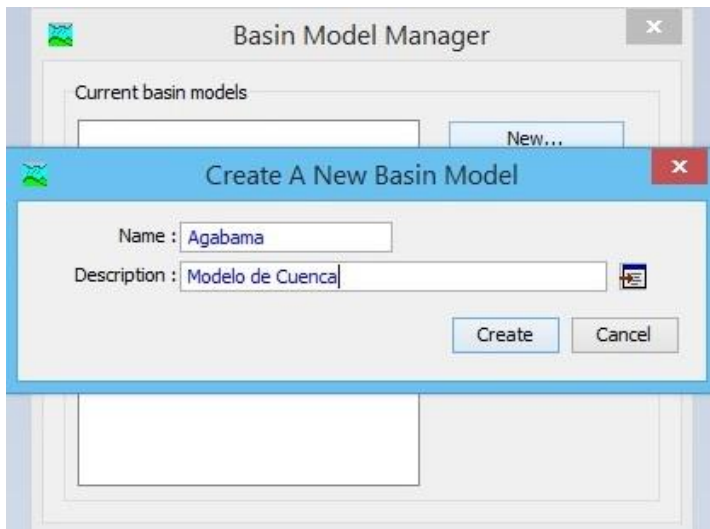 Basin Model Manager
Current basin models
New...
Create A New Basin Model
Name : Agabama
Description : Modelo de Cuenca
Create Cancel